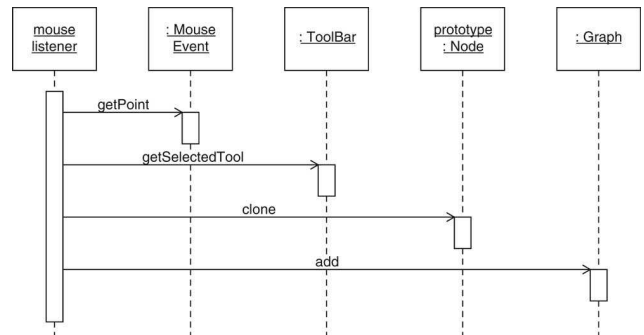 mouse
listener
: Mouse
Event
: ToolBar
prototype
: Node
: Graph
getPoint
getSelectedTool
clone
add